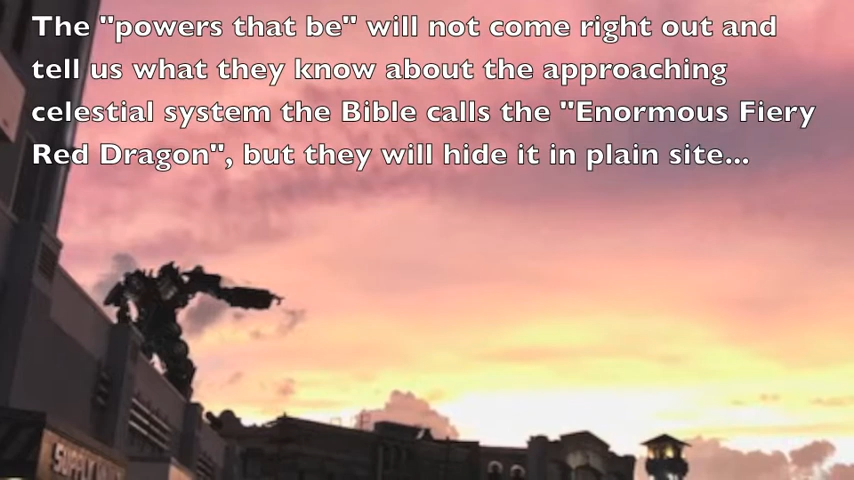 The "powers that be" will not come right out and
tell us what they know about the approaching
celestial system the Bible calls the "Enormous Fiery
Red Dragon", but they will hide it in plain site...
SUPPLY